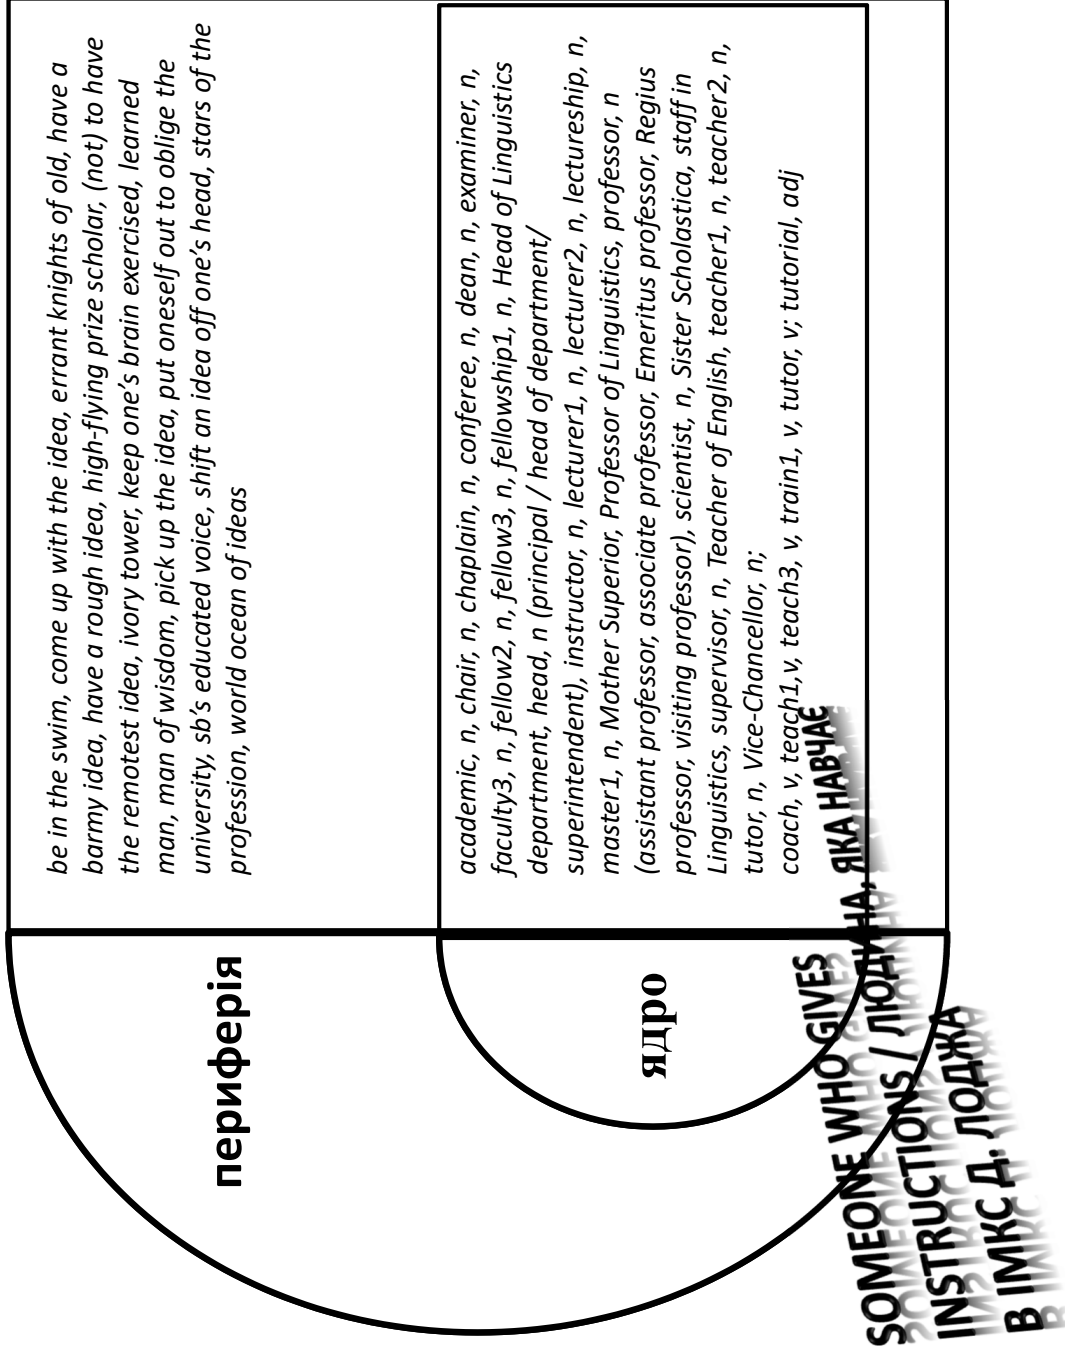 периферія
be in the swim, come up with the idea, errant knights of old, have a
barmy idea, have a rough idea, high-flying prize scholar, (not) to have
the remotest idea, ivory tower, keep one’s brain exercised, learned
man, man of wisdom, pick up the idea, put oneself out to oblige the
university, sb’s educated voice, shift an idea off one’s head, stars of the
profession, world ocean of ideas
ядро
academic, n, chair, n, chaplain, n, conferee, n, dean, n, examiner, n,
faculty3, n, fellow2, n, fellow3, n, fellowship1, n, Head of Linguistics
department, head, n (principal / head of department/
superintendent), instructor, n, lecturer1, n, lecturer2, n, lectureship, n,
master1, n, Mother Superior, Professor of Linguistics, professor, n
(assistant professor, associate professor, Emeritus professor, Regius
professor, visiting professor), scientist, n, Sister Scholastica, staff in
Linguistics, supervisor, n, Teacher of English, teacher1, n, teacher2, n,
tutor, n, Vice-Chancellor, n;
coach, v, teach1,v, teach3, v, train1, v, tutor, v; tutorial, adj
SOMEONE WHO GIVES
INSTRUCTIONS / ЛЮДИНА, ЯКА НАВЧАЄ
В ІМКС Д. ЛОДЖА